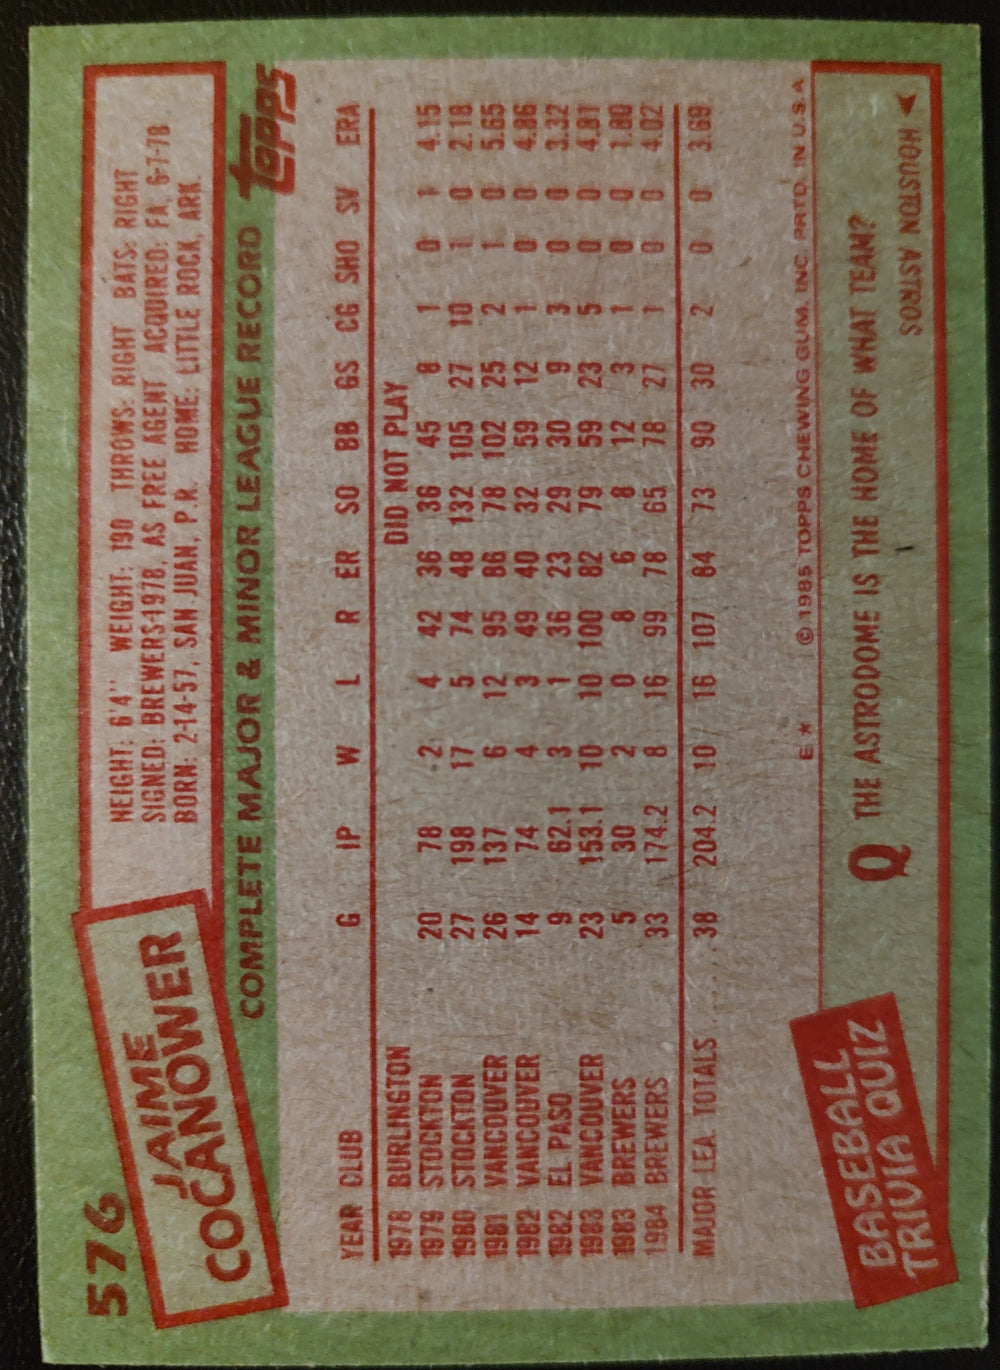 576
JAIME
COCANOWER
HEIGHT: 6'4" WEIGHT: 190 THROWS: RIGHT BATS: RIGHT
SIGNED: BREWERS-1978, AS FREE AGENT ACQUIRED: FA, 6-7-78
BORN: 2-14-57, SAN JUAN, P.R. HOME: LITTLE ROCK, ARK.
COMPLETE MAJOR & MINOR LEAGUE RECORD topps
YEAR CLUB G IP W L R ER SO BB GS CG SHO SV ERA
1978 BURLINGTON DID NOT PLAY
1979 STOCKTON 20 78 2 4 42 36 36 45 8 1 0 1 4.15
1980 STOCKTON 27 198 17 5 74 48 132 105 27 10 1 0 2.18
1981 VANCOUVER 26 137 6 12 95 86 78 102 25 2 1 0 5.65
1982 VANCOUVER 14 74 4 3 49 40 32 59 12 1 0 0 4.86
1982 EL PASO 9 62.1 3 1 36 23 29 30 9 3 0 0 3.32
1983 VANCOUVER 23 153.1 10 10 100 82 79 59 23 5 0 0 4.81
1983 BREWERS 5 30 2 0 8 6 8 12 3 1 0 0 1.80
1984 BREWERS 33 174.2 8 16 99 78 65 78 27 1 0 0 4.02
MAJOR LEA. TOTALS ...... 38 204.2 10 16 107 84 73 90 30 2 0 0 3.69
E * © 1985 TOPPS CHEWING GUM, INC. PRTD. IN U.S.A.
BASEBALL
TRIVIA QUIZ
Q THE ASTRODOME IS THE HOME OF WHAT TEAM?
HOUSTON ASTROS